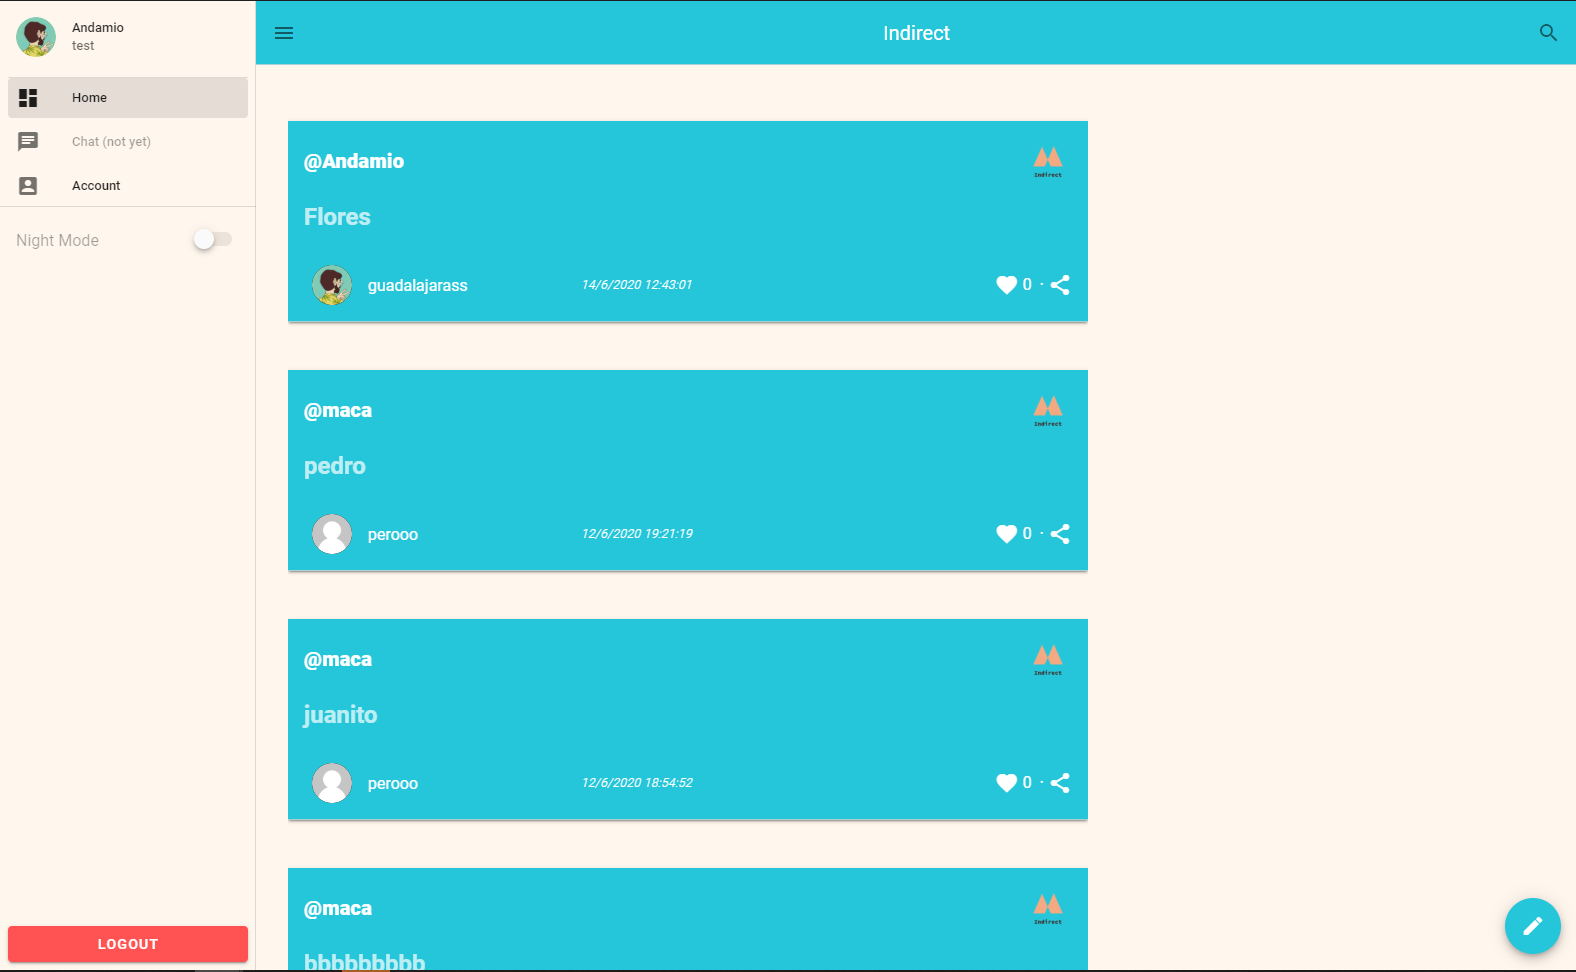 Andamio
test
Home
Chat (not yet)
Account
Night Mode
LOGOUT
Indirect
@Andamio
Indirect
Flores
guadalajarass
14/6/2020 12:43:01
0 ·
@maca
Indirect
pedro
perooo
12/6/2020 19:21:19
0 ·
@maca
Indirect
juanito
perooo
12/6/2020 18:54:52
0 ·
@maca
Indirect
bbbbbbbbb